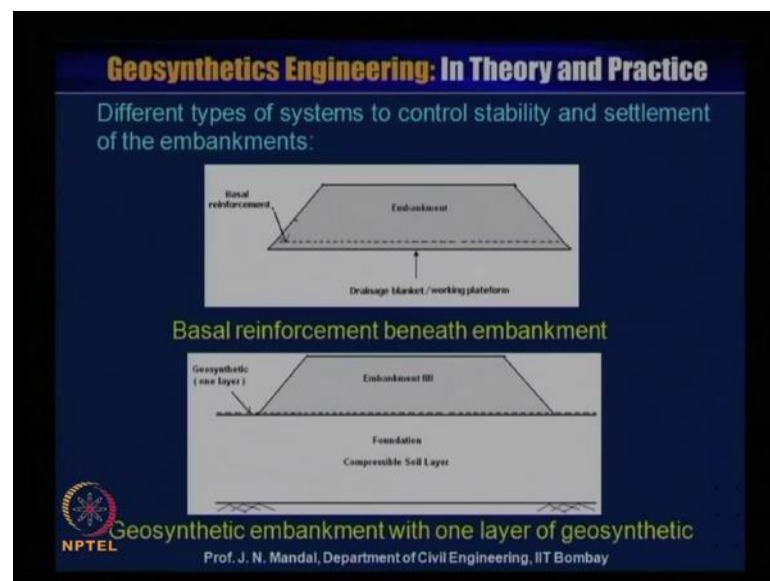 Geosynthetics Engineering: In Theory and Practice
Different types of systems to control stability and settlement
of the embankments:
Basal
reinforcement
Embankment
Drainage blanket/working plateform
Basal reinforcement beneath embankment
Geosynthetic
( one layer )
Embankment fill
Foundation
Compressible Soil Layer
Geosynthetic embankment with one layer of geosynthetic
NPTEL
Prof. J. N. Mandal, Department of Civil Engineering, IIT Bombay